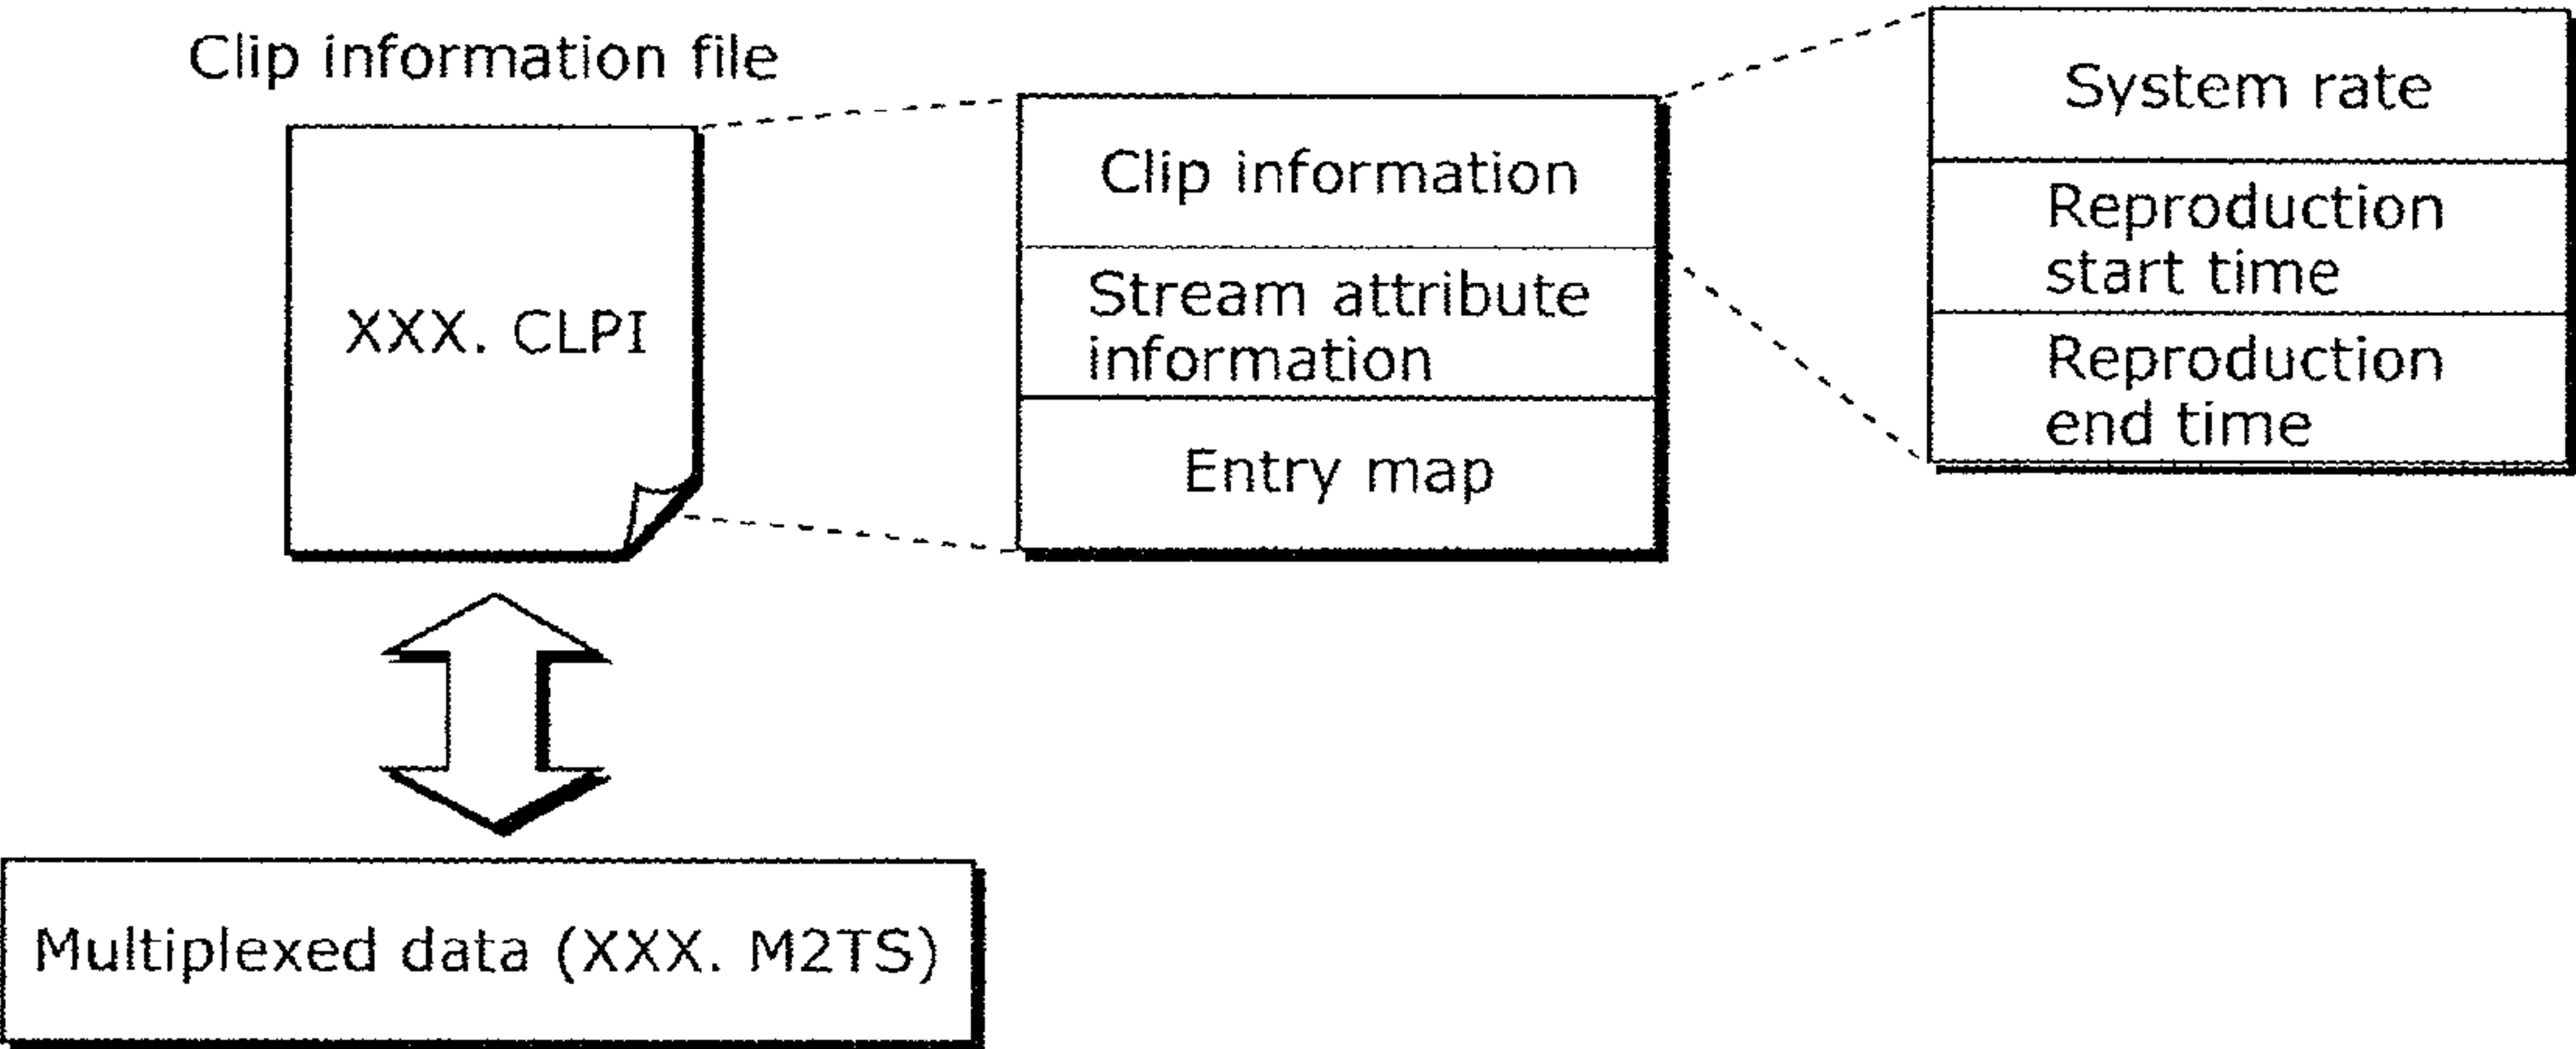 Clip information file
XXX. CLPI
Clip information
Stream attribute
information
Entry map
System rate
Reproduction
start time
Reproduction
end time
Multiplexed data (XXX. M2TS)